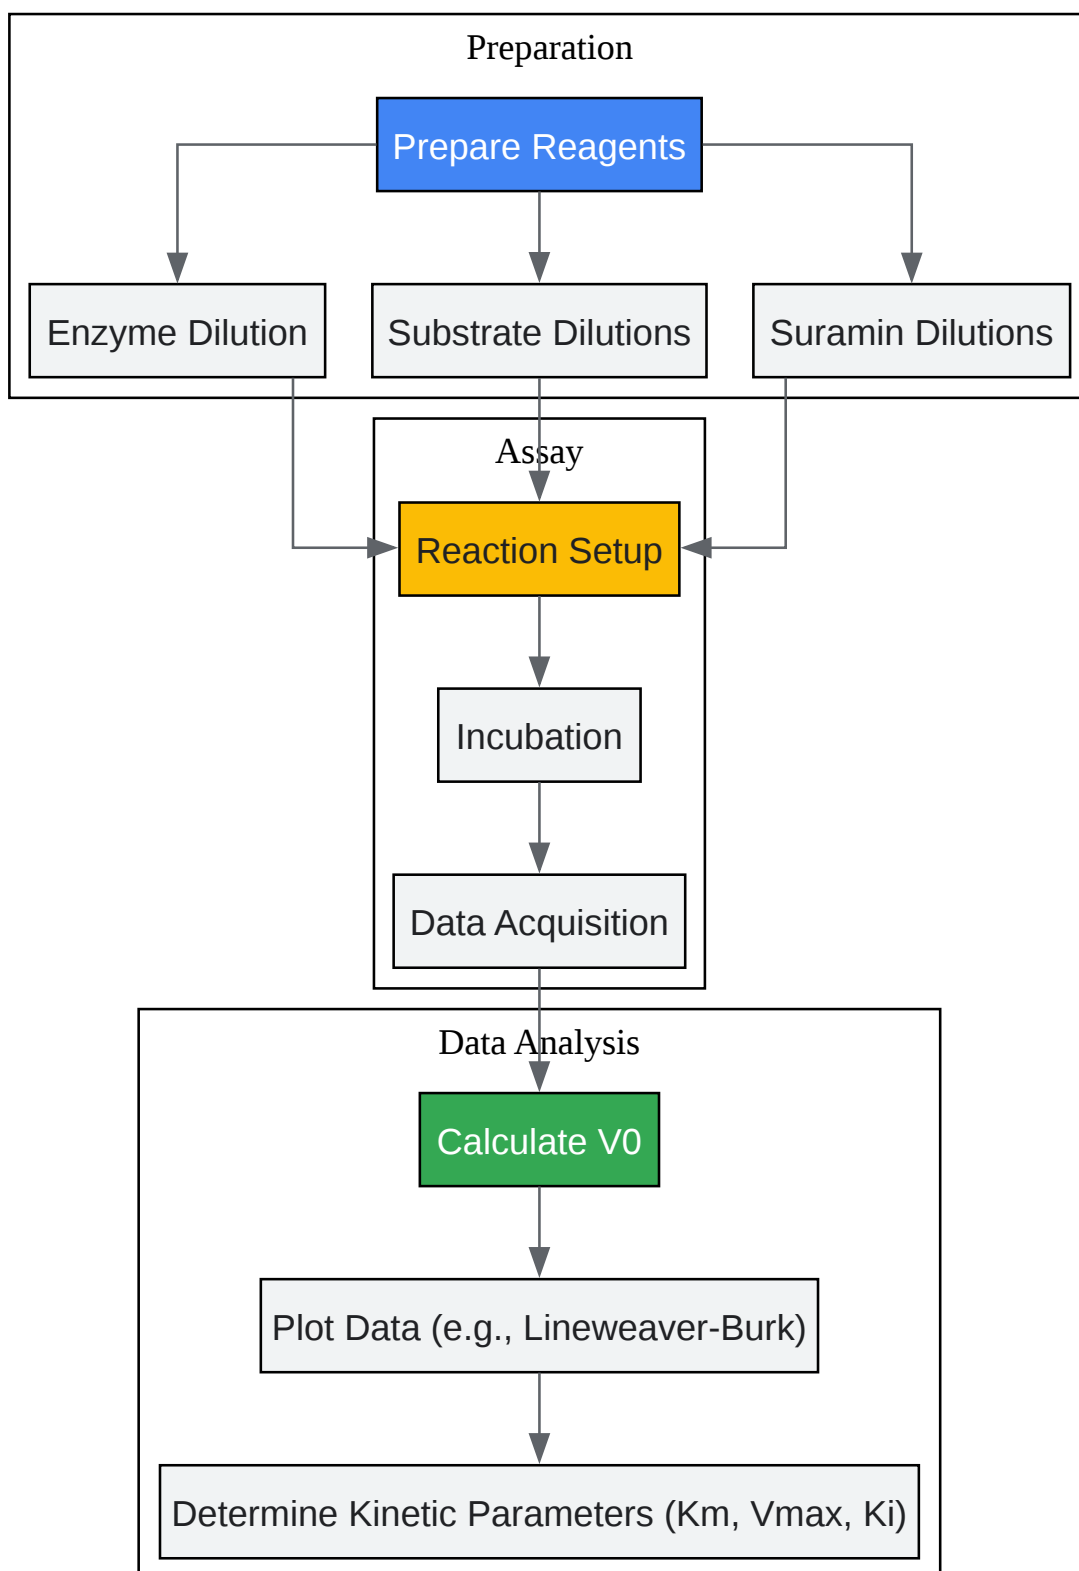 Preparation
Prepare Reagents
Enzyme Dilution
Substrate Dilutions
Suramin Dilutions
Assay
Reaction Setup
Incubation
Data Acquisition
Data Analysis
Calculate V0
Plot Data (e.g., Lineweaver-Burk)
Determine Kinetic Parameters (Km, Vmax, Ki)